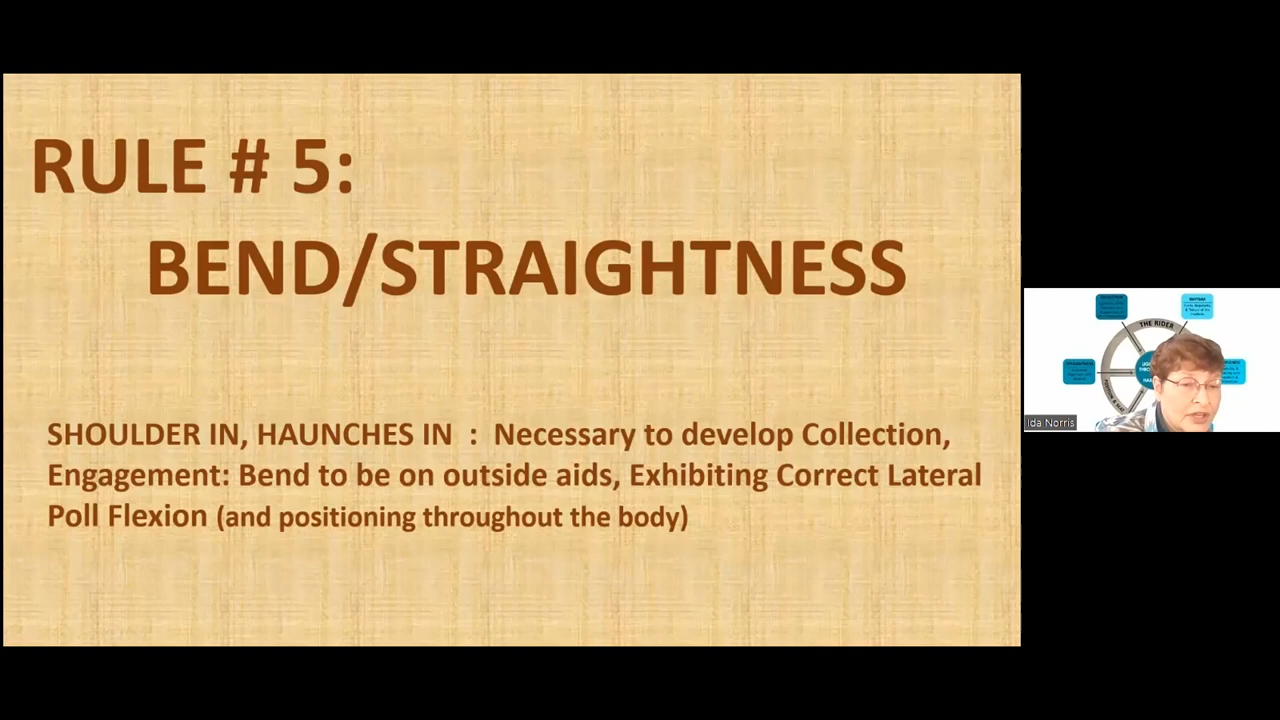 RULE # 5:
BEND/STRAIGHTNESS
SHOULDER IN, HAUNCHES IN : Necessary to develop Collection,
Engagement: Bend to be on outside aids, Exhibiting Correct Lateral
Poll Flexion (and positioning throughout the body)
THE RIDER
Ida Norris